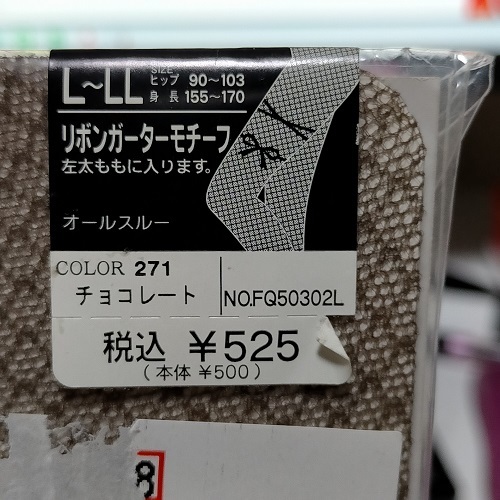 L〜LL SIZE
ヒップ 90〜103
身長 155〜170
リボンガーターモチーフ
左太ももに入ります。
オールスルー
COLOR 271
チョコレート
NO.FQ50302L
税込 ¥525
(本体 ¥500)
8